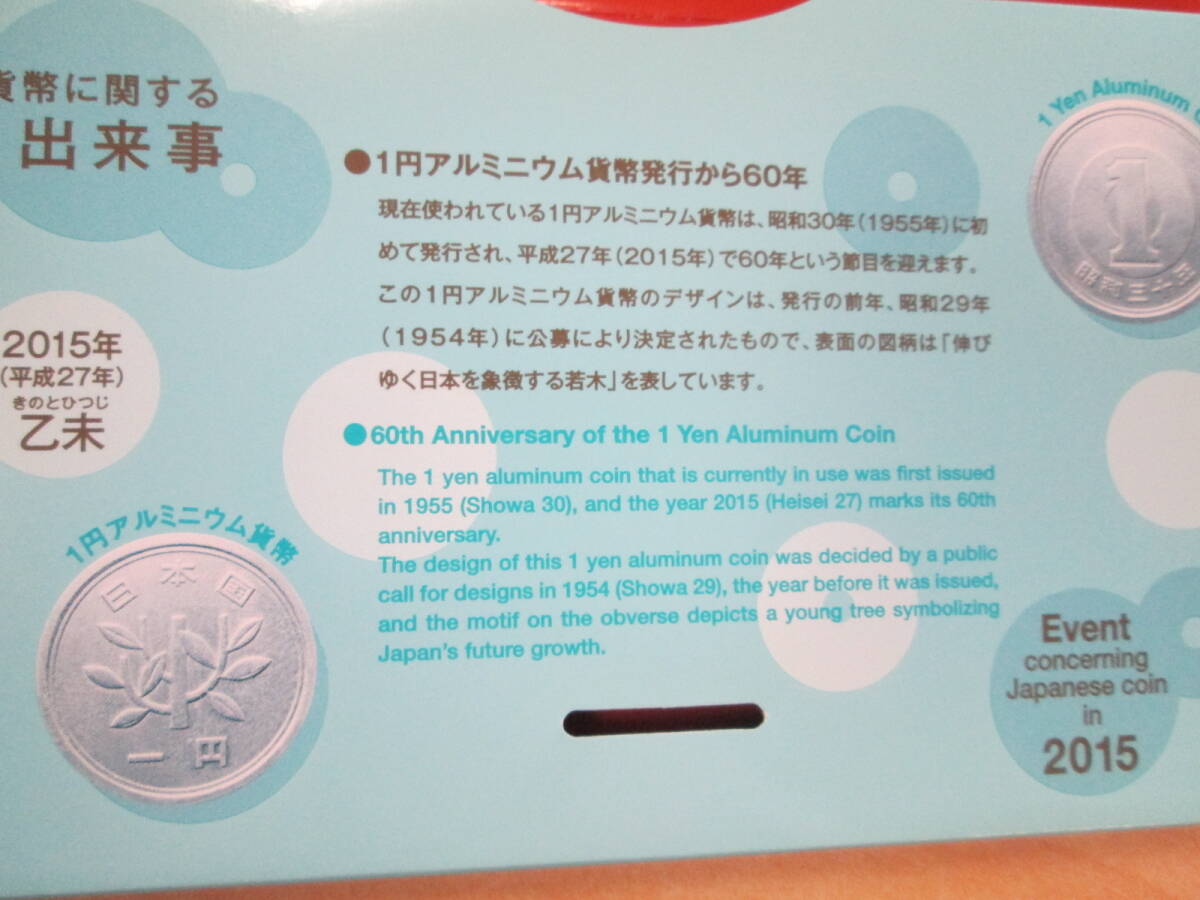 貨幣に関する
出来事
2015年
(平成27年)
きのとひつじ
乙未
1円アルミニウム貨幣
日本国
一円
●1円アルミニウム貨幣発行から60年
現在使われている1円アルミニウム貨幣は、昭和30年(1955年)に初
めて発行され、平成27年(2015年)で60年という節目を迎えます。
この1円アルミニウム貨幣のデザインは、発行の前年、昭和29年
(1954年)に公募により決定されたもので、表面の図柄は「伸び
ゆく日本を象徴する若木」を表しています。
●60th Anniversary of the 1 Yen Aluminum Coin
The 1 yen aluminum coin that is currently in use was first issued
in 1955 (Showa 30), and the year 2015 (Heisei 27) marks its 60th
anniversary.
The design of this 1 yen aluminum coin was decided by a public
call for designs in 1954 (Showa 29), the year before it was issued,
and the motif on the obverse depicts a young tree symbolizing
Japan's future growth.
1 Yen Aluminum
1
昭和三十年
Event
concerning
Japanese coin
in
2015